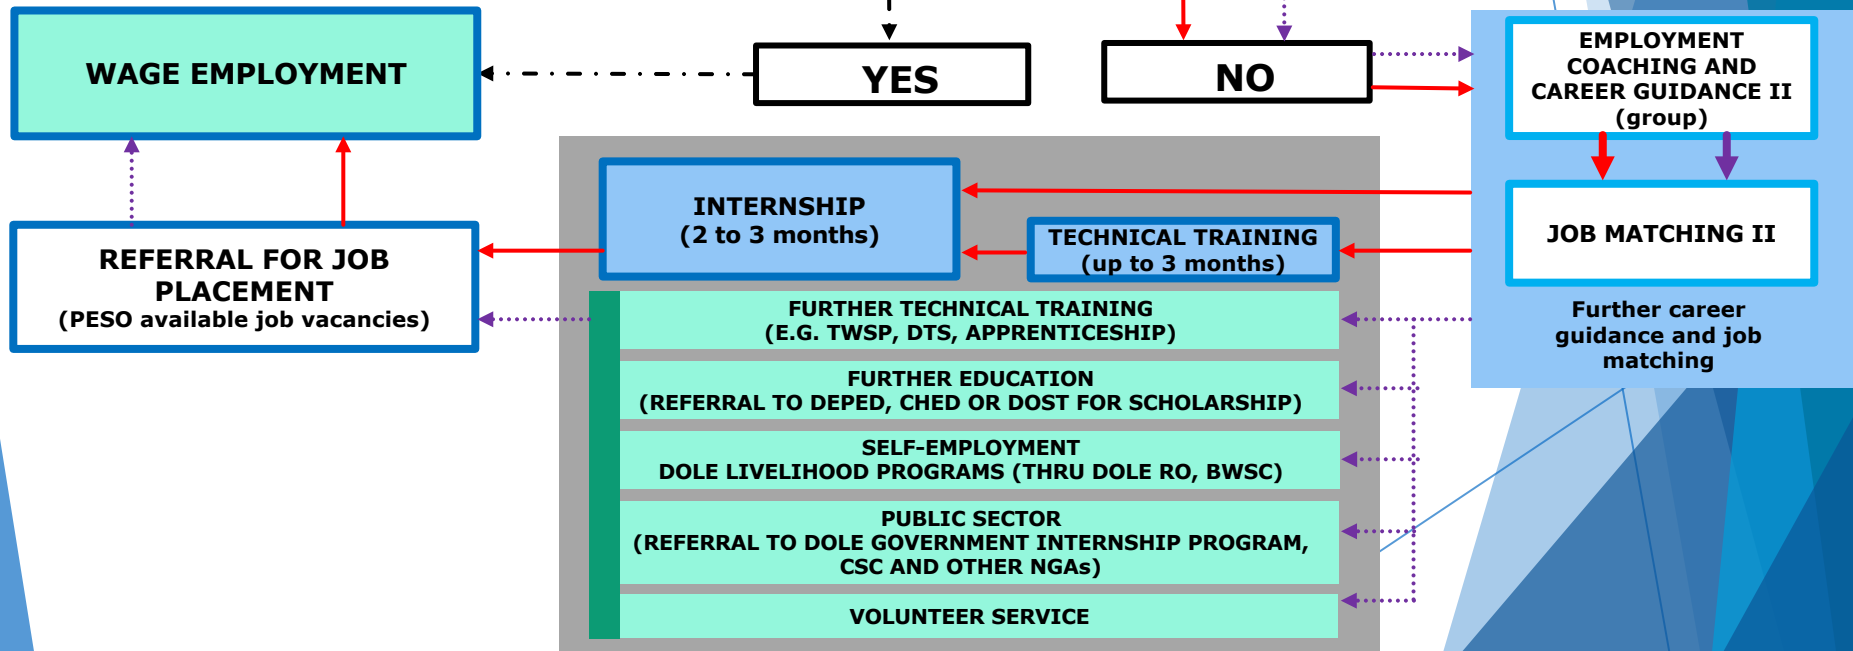 WAGE EMPLOYMENT
YES
NO
EMPLOYMENT
COACHING AND
CAREER GUIDANCE II
(group)
INTERNSHIP
(2 to 3 months)
TECHNICAL TRAINING
(up to 3 months)
JOB MATCHING II
REFERRAL FOR JOB
PLACEMENT
(PESO available job vacancies)
Further career
guidance and job
matching
FURTHER TECHNICAL TRAINING
(E.G. TWSP, DTS, APPRENTICESHIP)
FURTHER EDUCATION
(REFERRAL TO DEPED, CHED OR DOST FOR SCHOLARSHIP)
SELF-EMPLOYMENT
DOLE LIVELIHOOD PROGRAMS (THRU DOLE RO, BWSC)
PUBLIC SECTOR
(REFERRAL TO DOLE GOVERNMENT INTERNSHIP PROGRAM,
CSC AND OTHER NGAs)
VOLUNTEER SERVICE